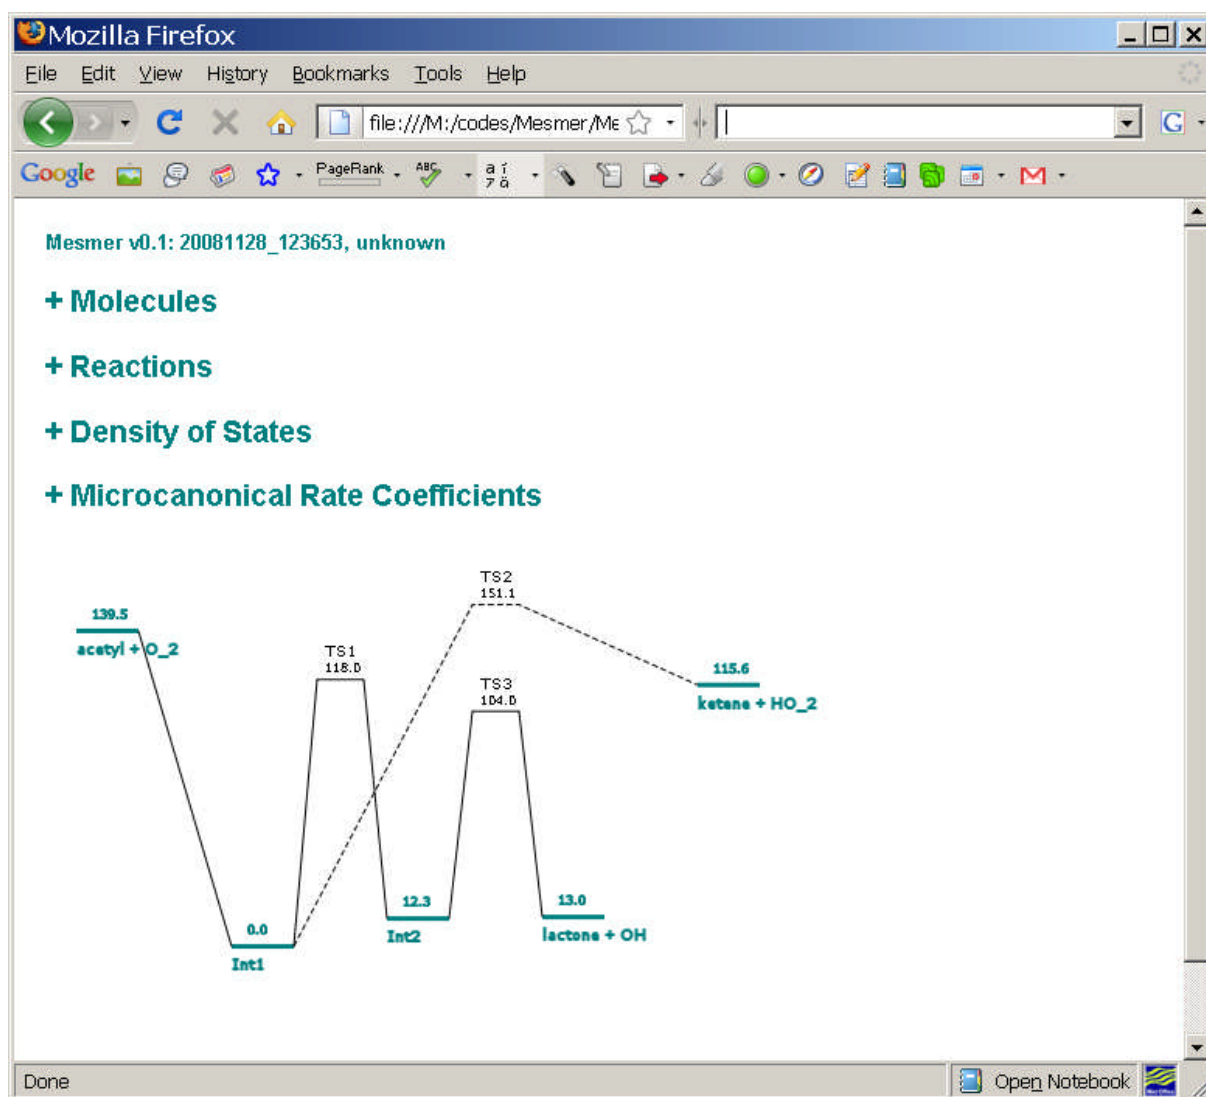 Mozilla Firefox
File Edit View History Bookmarks Tools Help
file:///M:/codes/Mesmer/Me
G
Google PageRank ABC
Mesmer v0.1: 20081128_123653, unknown
+ Molecules
+ Reactions
+ Density of States
+ Microcanonical Rate Coefficients
TS2
151.1
139.5
acetyl + O_2
TS1
118.0
115.6
ketene + HO_2
TS3
104.0
12.3
Int2
13.0
lactone + OH
0.0
Int1
Done Open Notebook